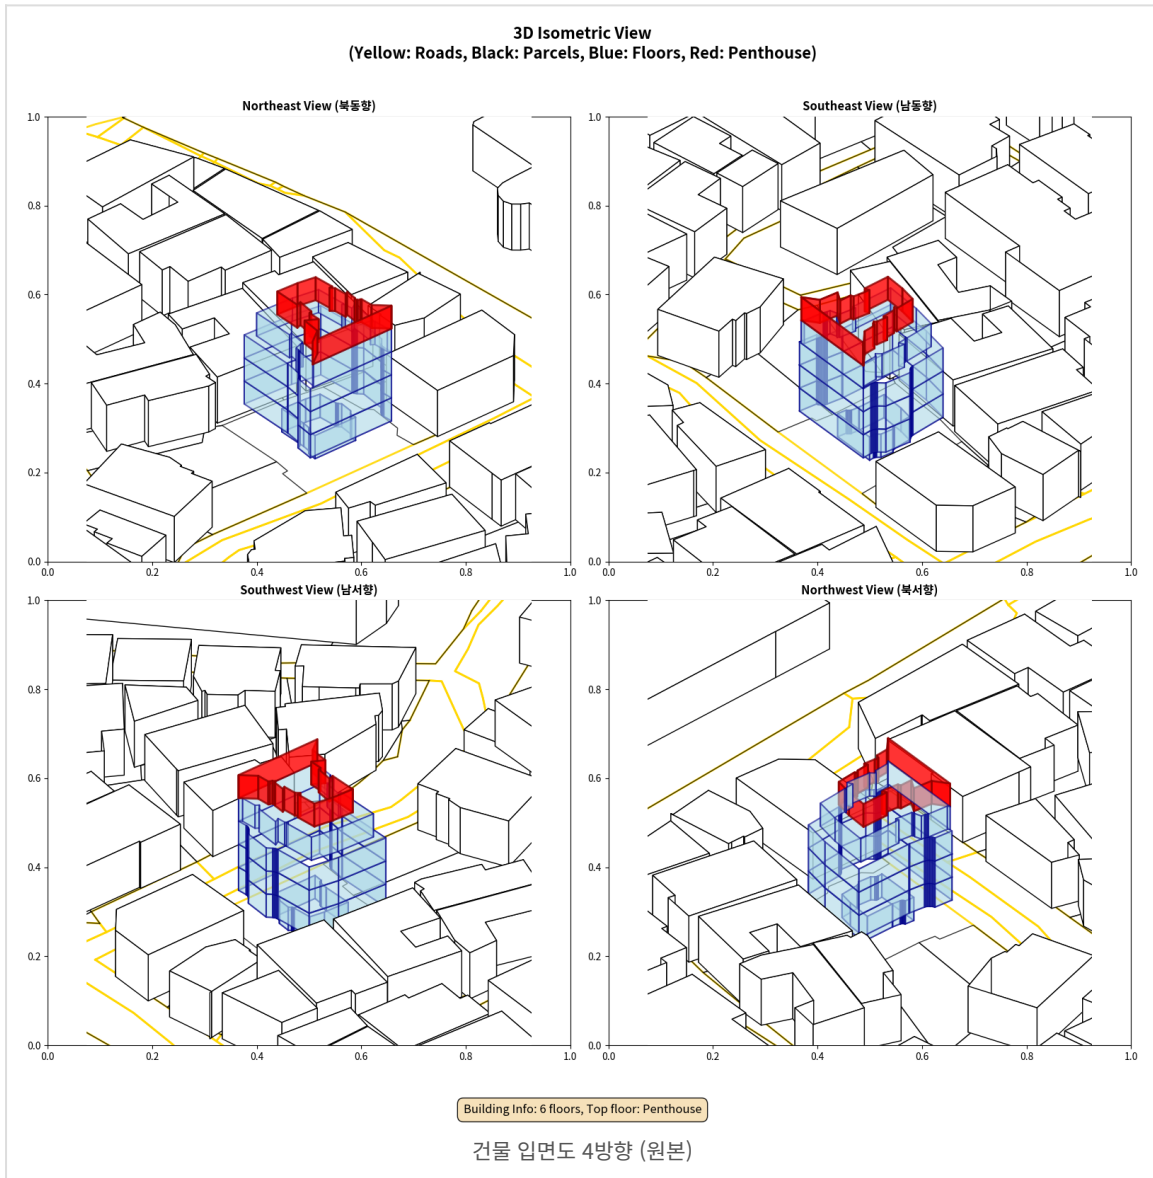 3D Isometric View
(Yellow: Roads, Black: Parcels, Blue: Floors, Red: Penthouse)
Northeast View (북동향)
1.0
0.8
0.6
0.4
0.2
0.0
0.0 0.2 0.4 0.6 0.8 1.0
Southeast View (남동향)
1.0
0.8
0.6
0.4
0.2
0.0
0.0 0.2 0.4 0.6 0.8 1.0
Southwest View (남서향)
1.0
0.8
0.6
0.4
0.2
0.0
0.0 0.2 0.4 0.6 0.8 1.0
Northwest View (북서향)
1.0
0.8
0.6
0.4
0.2
0.0
0.0 0.2 0.4 0.6 0.8 1.0
Building Info: 6 floors, Top floor: Penthouse
건물 입면도 4방향 (원본)